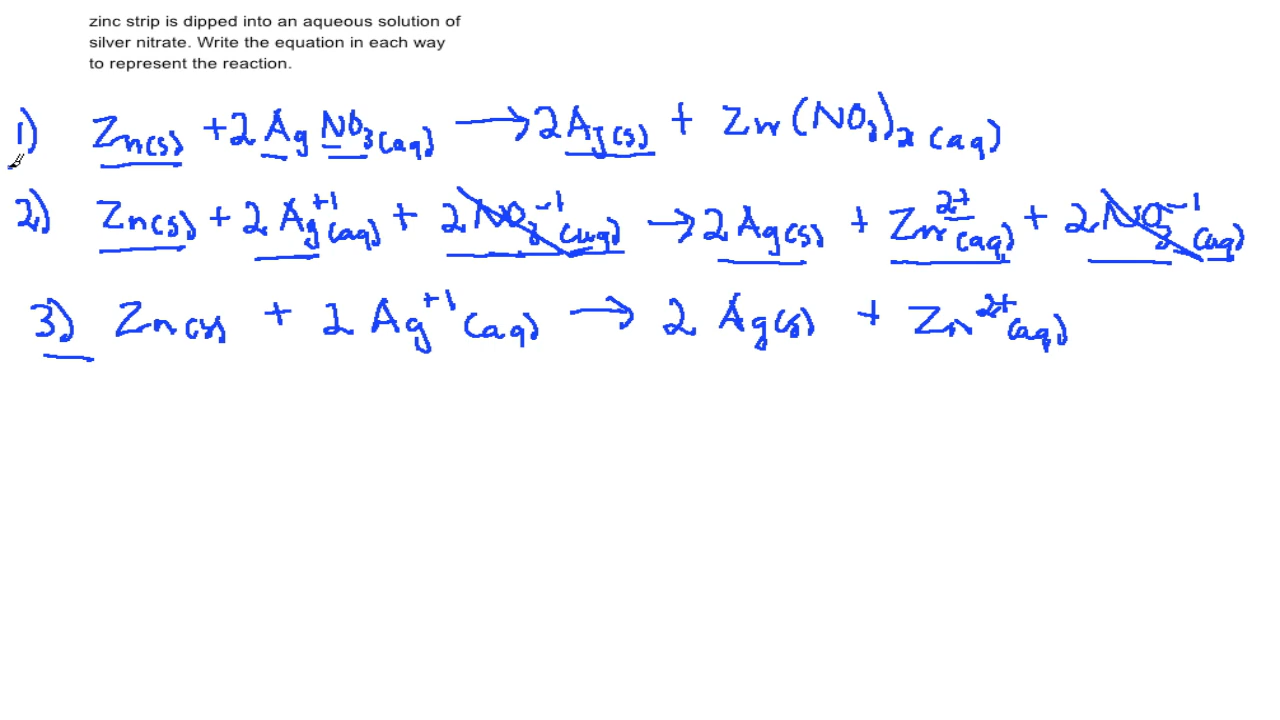 zinc strip is dipped into an aqueous solution of
silver nitrate. Write the equation in each way
to represent the reaction.
1) Zn(s) + 2 AgNO₃(aq) → 2 Ag(s) + Zn(NO₃)₂(aq)
2) Zn(s) + 2 Ag⁺¹(aq) + 2 NO₃⁻¹(aq) → 2 Ag(s) + Zn²⁺(aq) + 2 NO₃⁻¹(aq)
3) Zn(s) + 2 Ag⁺¹(aq) → 2 Ag(s) + Zn²⁺(aq)